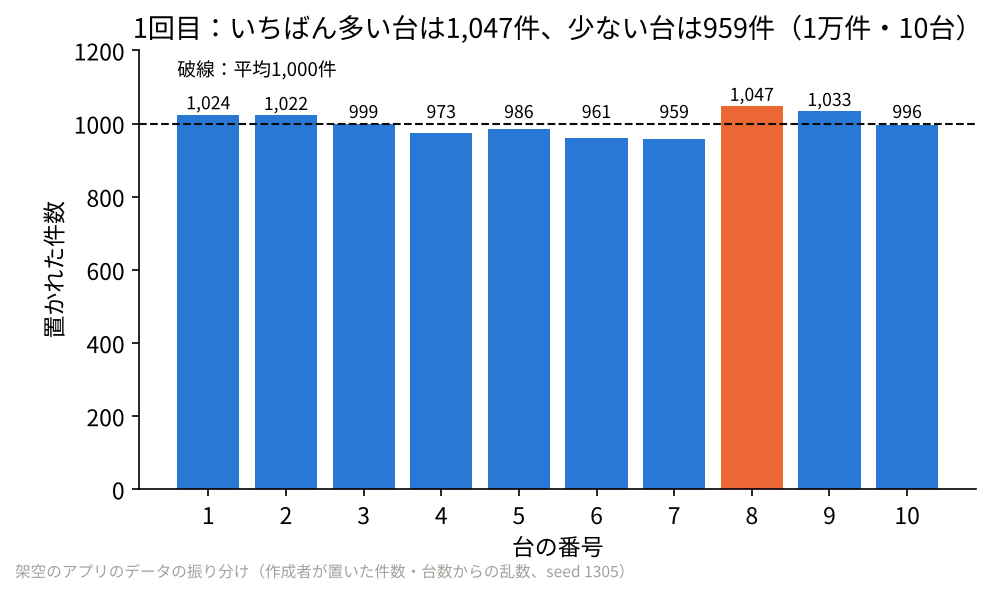 1回目：いちばん多い台は1,047件、少ない台は959件（1万件・10台）
破線：平均1,000件
置かれた件数
1200
1000
800
600
400
200
0
1,024 1,022 999 973 986 961 959 1,047 1,033 996
1 2 3 4 5 6 7 8 9 10
台の番号
架空のアプリのデータの振り分け（作成者が置いた件数・台数からの乱数、seed 1305）